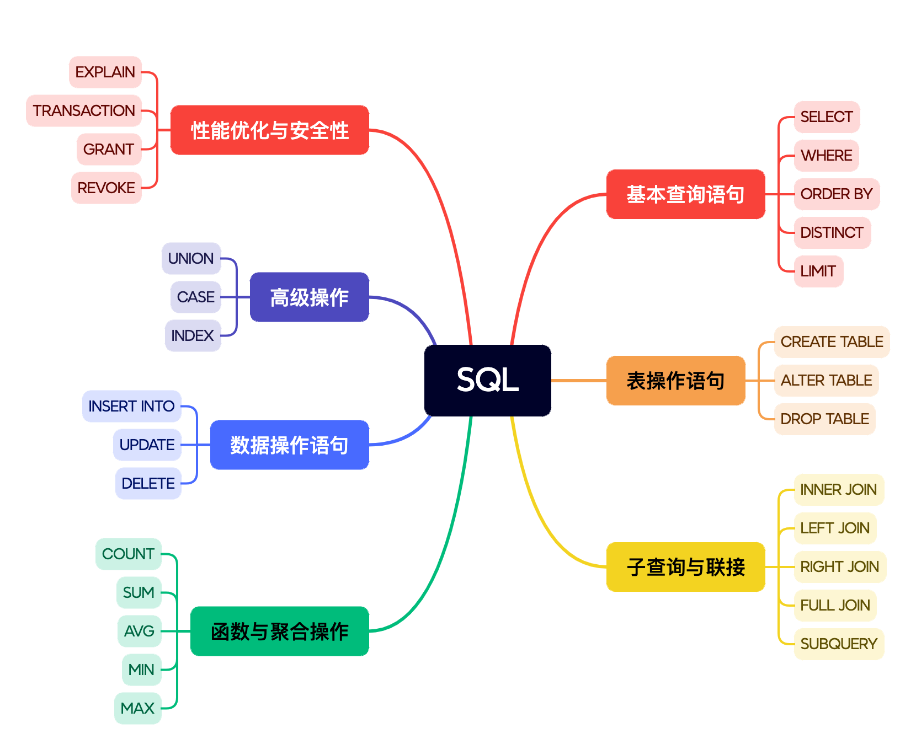 SQL
基本查询语句
SELECT
WHERE
ORDER BY
DISTINCT
LIMIT
表操作语句
CREATE TABLE
ALTER TABLE
DROP TABLE
子查询与联接
INNER JOIN
LEFT JOIN
RIGHT JOIN
FULL JOIN
SUBQUERY
性能优化与安全性
EXPLAIN
TRANSACTION
GRANT
REVOKE
高级操作
UNION
CASE
INDEX
数据操作语句
INSERT INTO
UPDATE
DELETE
函数与聚合操作
COUNT
SUM
AVG
MIN
MAX